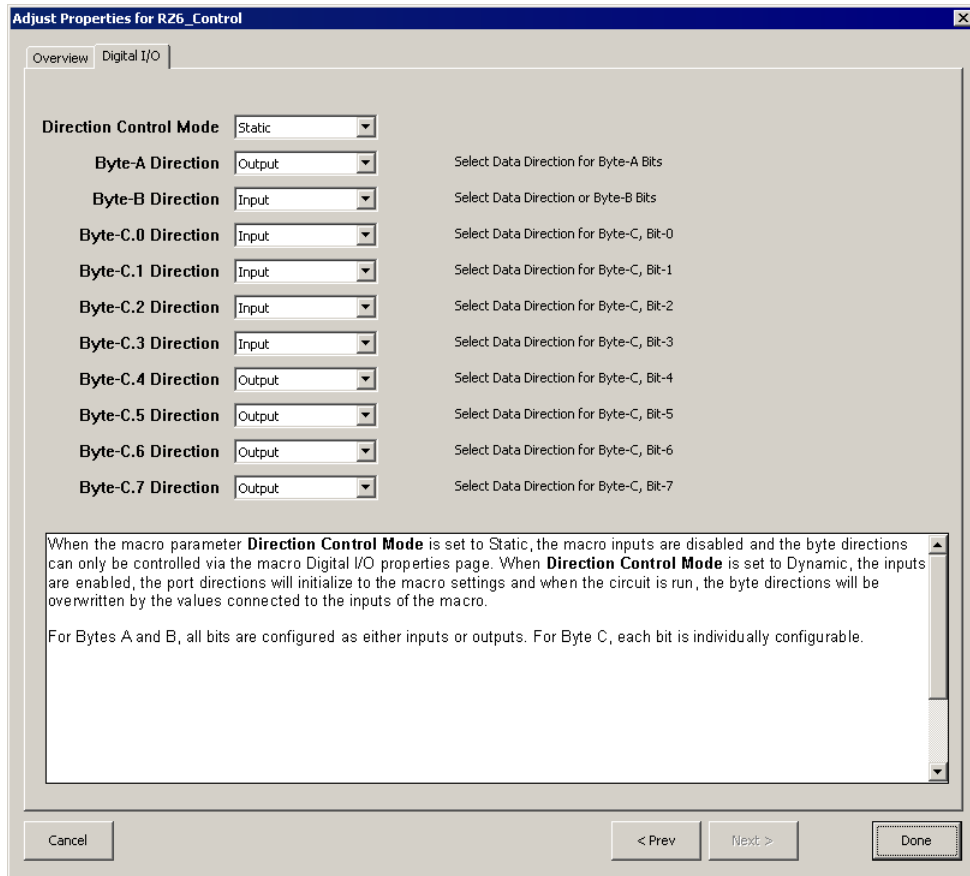 Adjust Properties for RZ6_Control
Overview
Digital I/O
Direction Control Mode Static
Byte-A Direction Output Select Data Direction for Byte-A Bits
Byte-B Direction Input Select Data Direction or Byte-B Bits
Byte-C.0 Direction Input Select Data Direction for Byte-C, Bit-0
Byte-C.1 Direction Input Select Data Direction for Byte-C, Bit-1
Byte-C.2 Direction Input Select Data Direction for Byte-C, Bit-2
Byte-C.3 Direction Input Select Data Direction for Byte-C, Bit-3
Byte-C.4 Direction Output Select Data Direction for Byte-C, Bit-4
Byte-C.5 Direction Output Select Data Direction for Byte-C, Bit-5
Byte-C.6 Direction Output Select Data Direction for Byte-C, Bit-6
Byte-C.7 Direction Output Select Data Direction for Byte-C, Bit-7
When the macro parameter Direction Control Mode is set to Static, the macro inputs are disabled and the byte directions
can only be controlled via the macro Digital I/O properties page. When Direction Control Mode is set to Dynamic, the inputs
are enabled, the port directions will initialize to the macro settings and when the circuit is run, the byte directions will be
overwritten by the values connected to the inputs of the macro.
For Bytes A and B, all bits are configured as either inputs or outputs. For Byte C, each bit is individually configurable.
Cancel
< Prev
Next >
Done